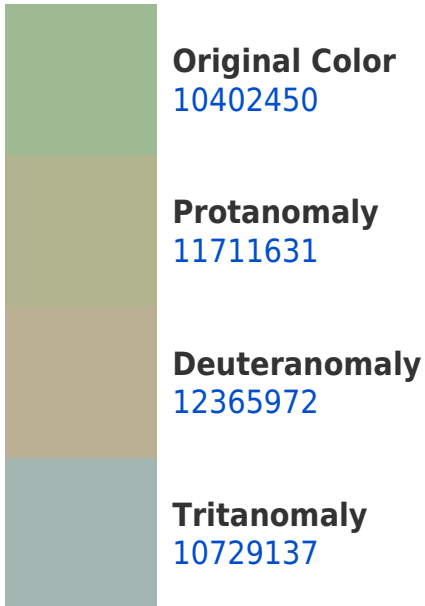 Original Color
10402450
Protanomaly
11711631
Deuteranomaly
12365972
Tritanomaly
10729137